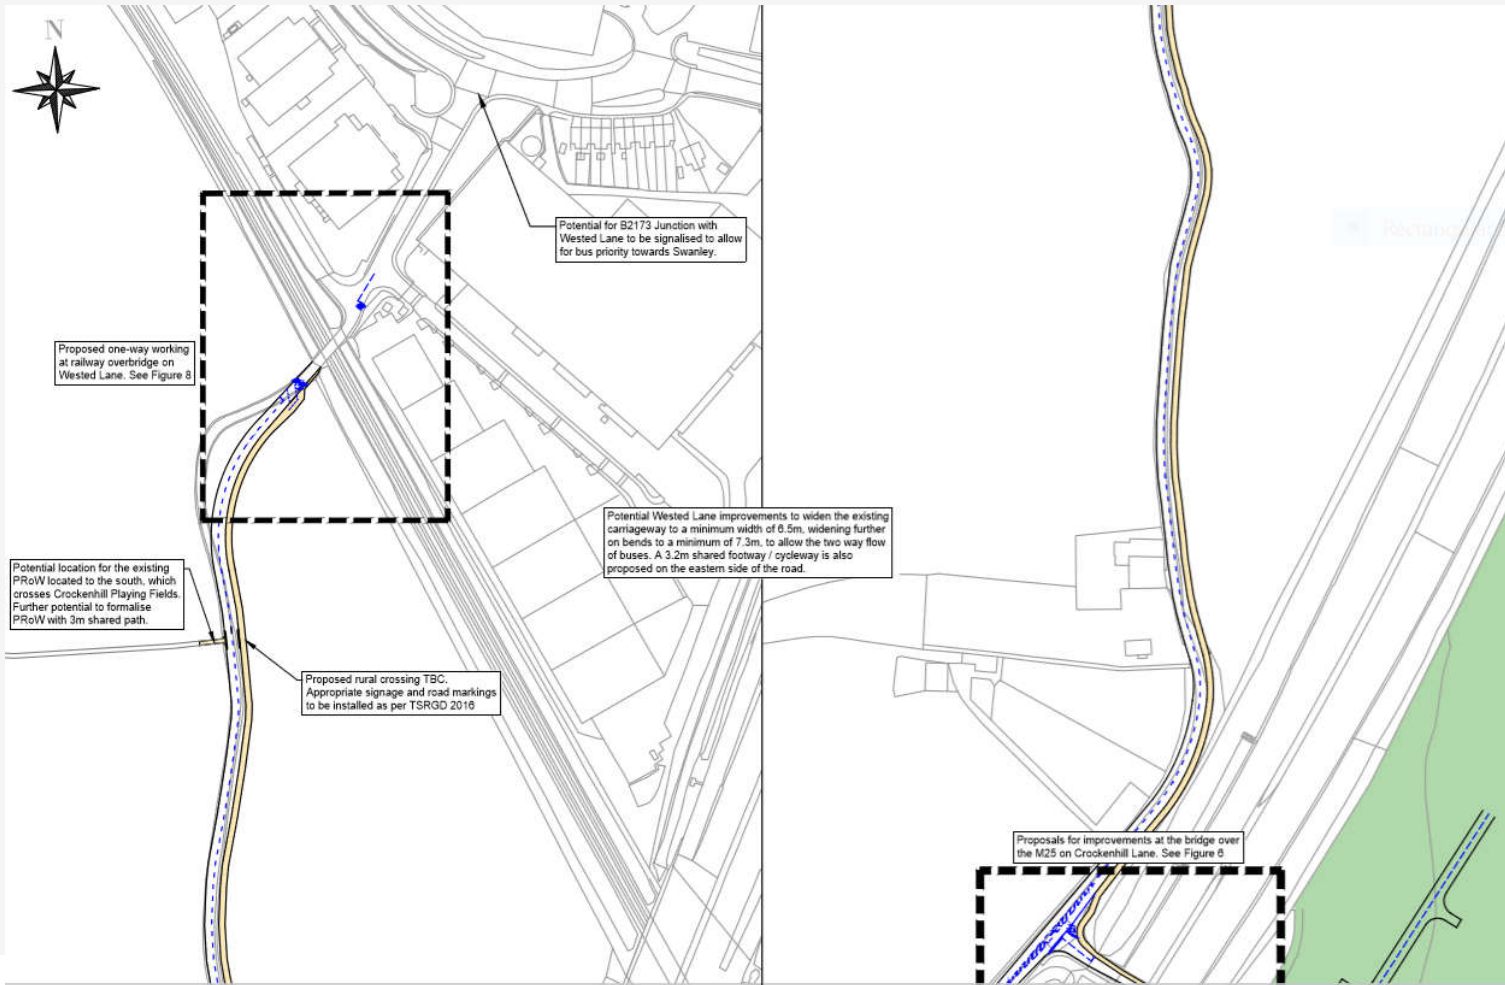 N
Potential for B2173 Junction with
Wested Lane to be signalised to allow
for bus priority towards Swanley.
Proposed one-way working
at railway overbridge on
Wested Lane. See Figure 8
Potential Wested Lane improvements to widen the existing
carriageway to a minimum width of 6.5m, widening further
on bends to a minimum of 7.3m, to allow the two way flow
of buses. A 3.2m shared footway / cycleway is also
proposed on the eastern side of the road.
Potential location for the existing
PRoW located to the south, which
crosses Crockenhill Playing Fields.
Further potential to formalise
PRoW with 3m shared path.
Proposed rural crossing TBC.
Appropriate signage and road markings
to be installed as per TSRGD 2016
Proposals for improvements at the bridge over
the M25 on Crockenhill Lane. See Figure 6